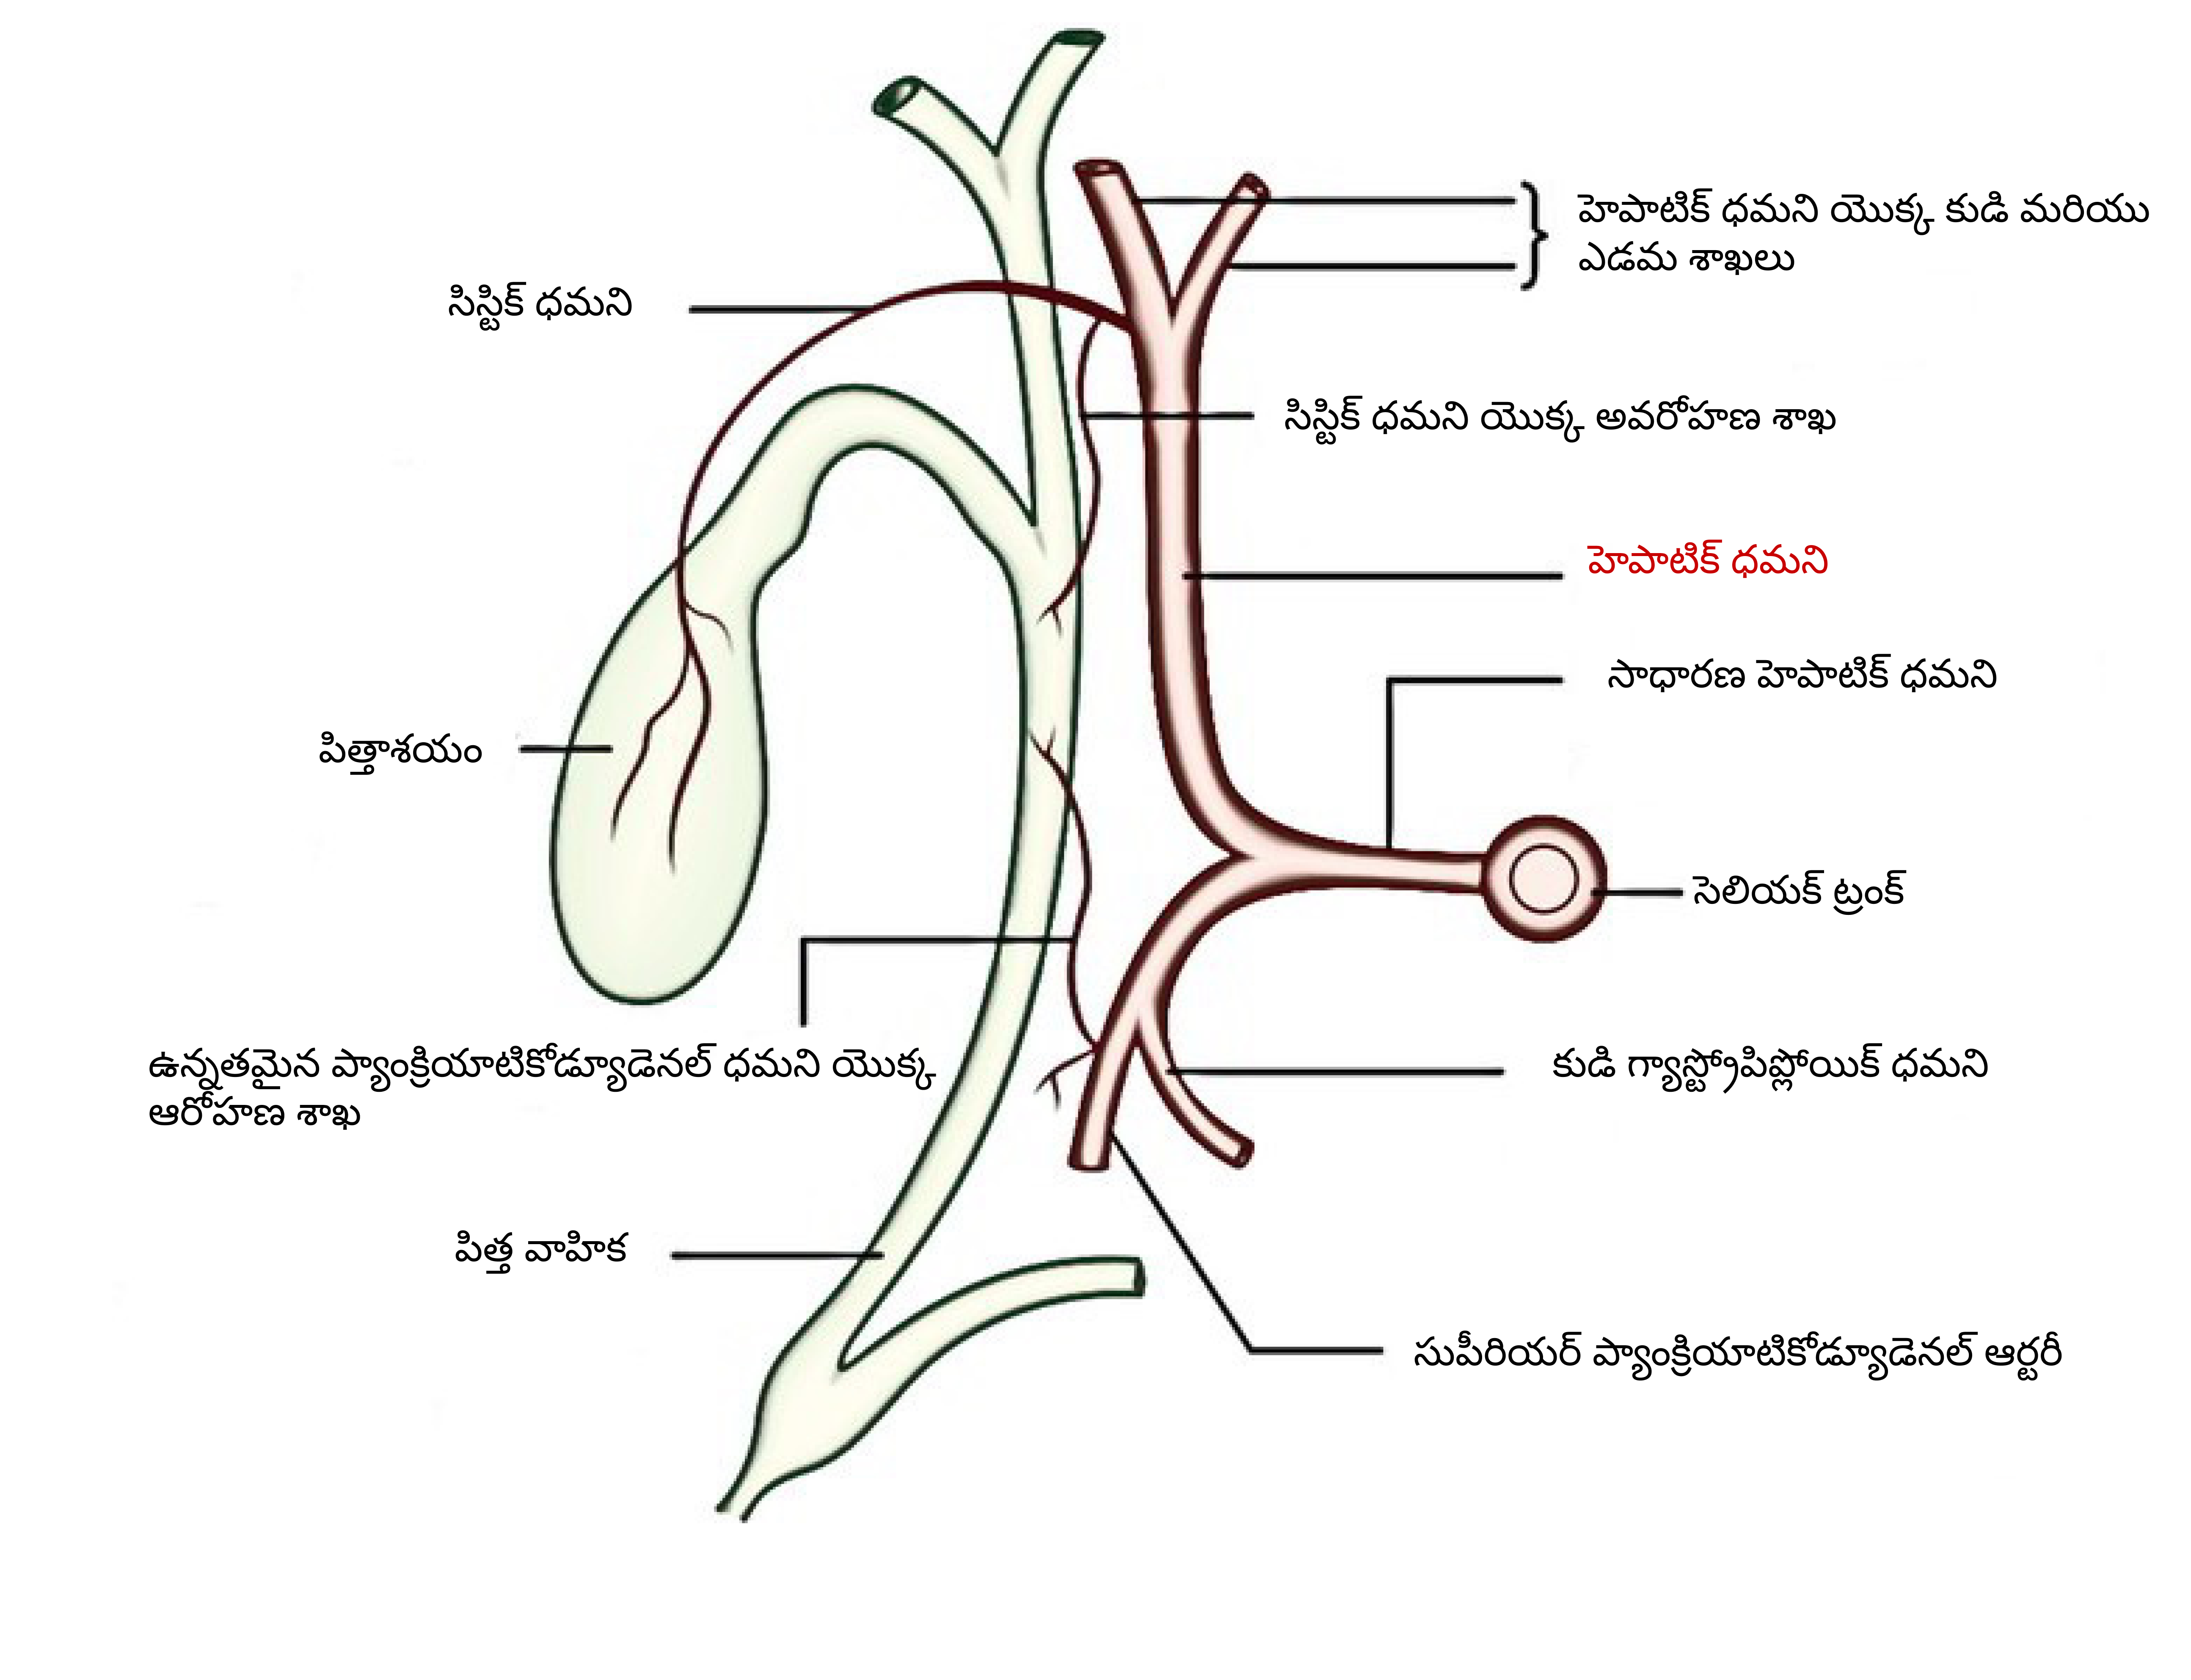 హెపాటిక్ ధమని యొక్క కుడి మరియు
ఎడమ శాఖలు
సిస్టిక్ ధమని
సిస్టిక్ ధమని యొక్క అవరోహణ శాఖ
హెపాటిక్ ధమని
సాధారణ హెపాటిక్ ధమని
పిత్తాశయం
సెలియక్ ట్రంక్
ఉన్నతమైన ప్యాంక్రియాటికోడ్యూడెనల్ ధమని యొక్క
ఆరోహణ శాఖ
కుడి గ్యాస్ట్రోపిప్లోయిక్ ధమని
పిత్త వాహిక
సుపీరియర్ ప్యాంక్రియాటికోడ్యూడెనల్ ఆర్టరీ